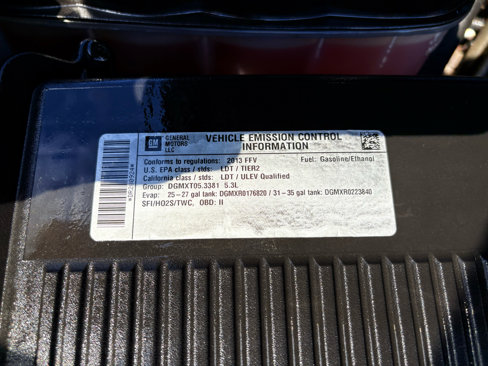 GM GENERAL MOTORS LLC
VEHICLE EMISSION CONTROL INFORMATION
Conforms to regulations: 2013 FFV Fuel: Gasoline/Ethanol
U.S. EPA class / stds: LDT / TIER2
California class / stds: LDT / ULEV Qualified
Group: DGMXT05.3381 5.3L
Evap: 25-27 gal tank: DGMXR0176820 / 31-35 gal tank: DGMXR0223840
SFI/HO2S/TWC, OBD: II